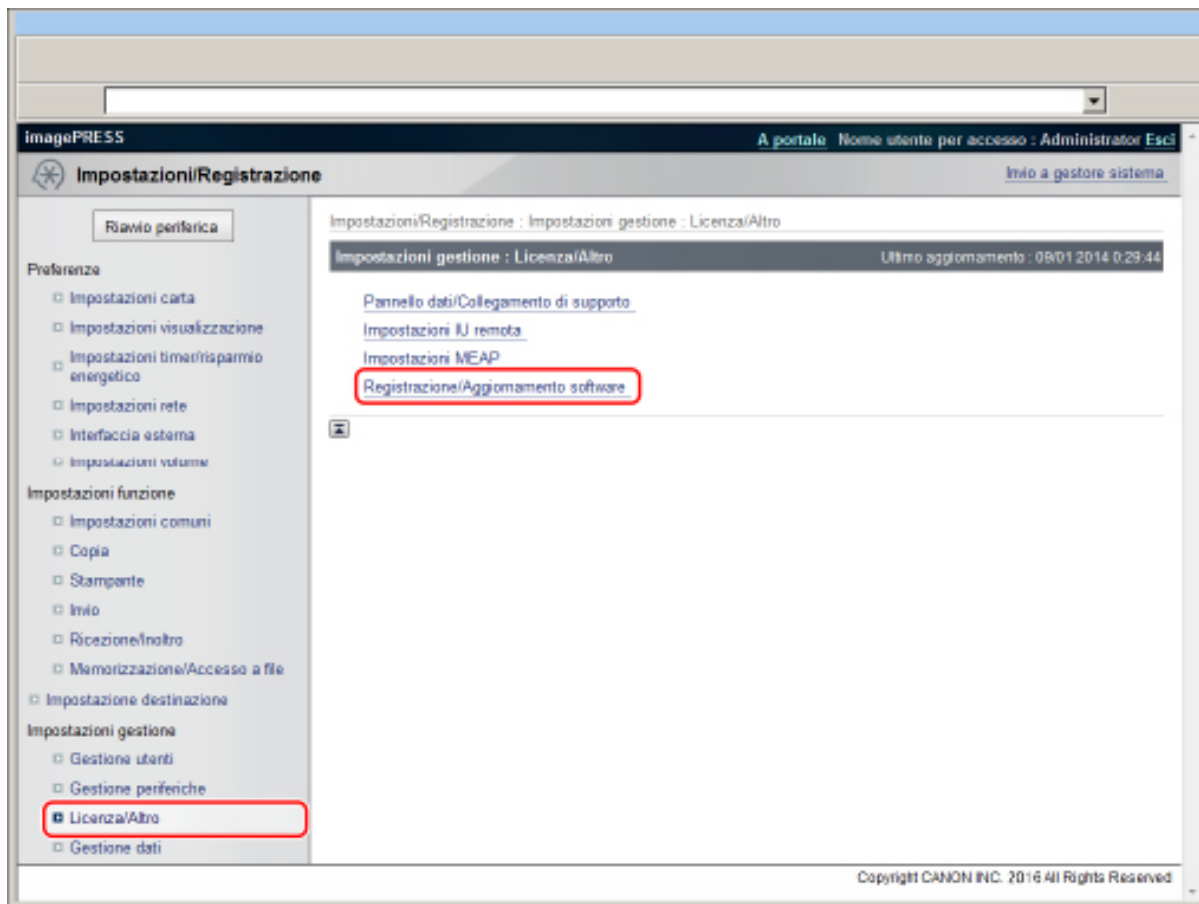 imagePRESS
A portale Nome utente per accesso : Administrator Esci
Impostazioni/Registrazione
Invio a gestore sistema
Riavvio periferica
Preferenze
Impostazioni carta
Impostazioni visualizzazione
Impostazioni timer/risparmio
energetico
Impostazioni rete
Interfaccia esterna
Impostazioni volume
Impostazioni funzione
Impostazioni comuni
Copia
Stampante
Invio
Ricezione/Inoltro
Memorizzazione/Accesso a file
Impostazione destinazione
Impostazioni gestione
Gestione utenti
Gestione periferiche
Licenza/Altro
Gestione dati
Impostazioni/Registrazione : Impostazioni gestione : Licenza/Altro
Impostazioni gestione : Licenza/Altro
Ultimo aggiornamento : 09/01 2014 0:29:44
Pannello dati/Collegamento di supporto
Impostazioni IU remota
Impostazioni MEAP
Registrazione/Aggiornamento software
Copyright CANON INC. 2016 All Rights Reserved